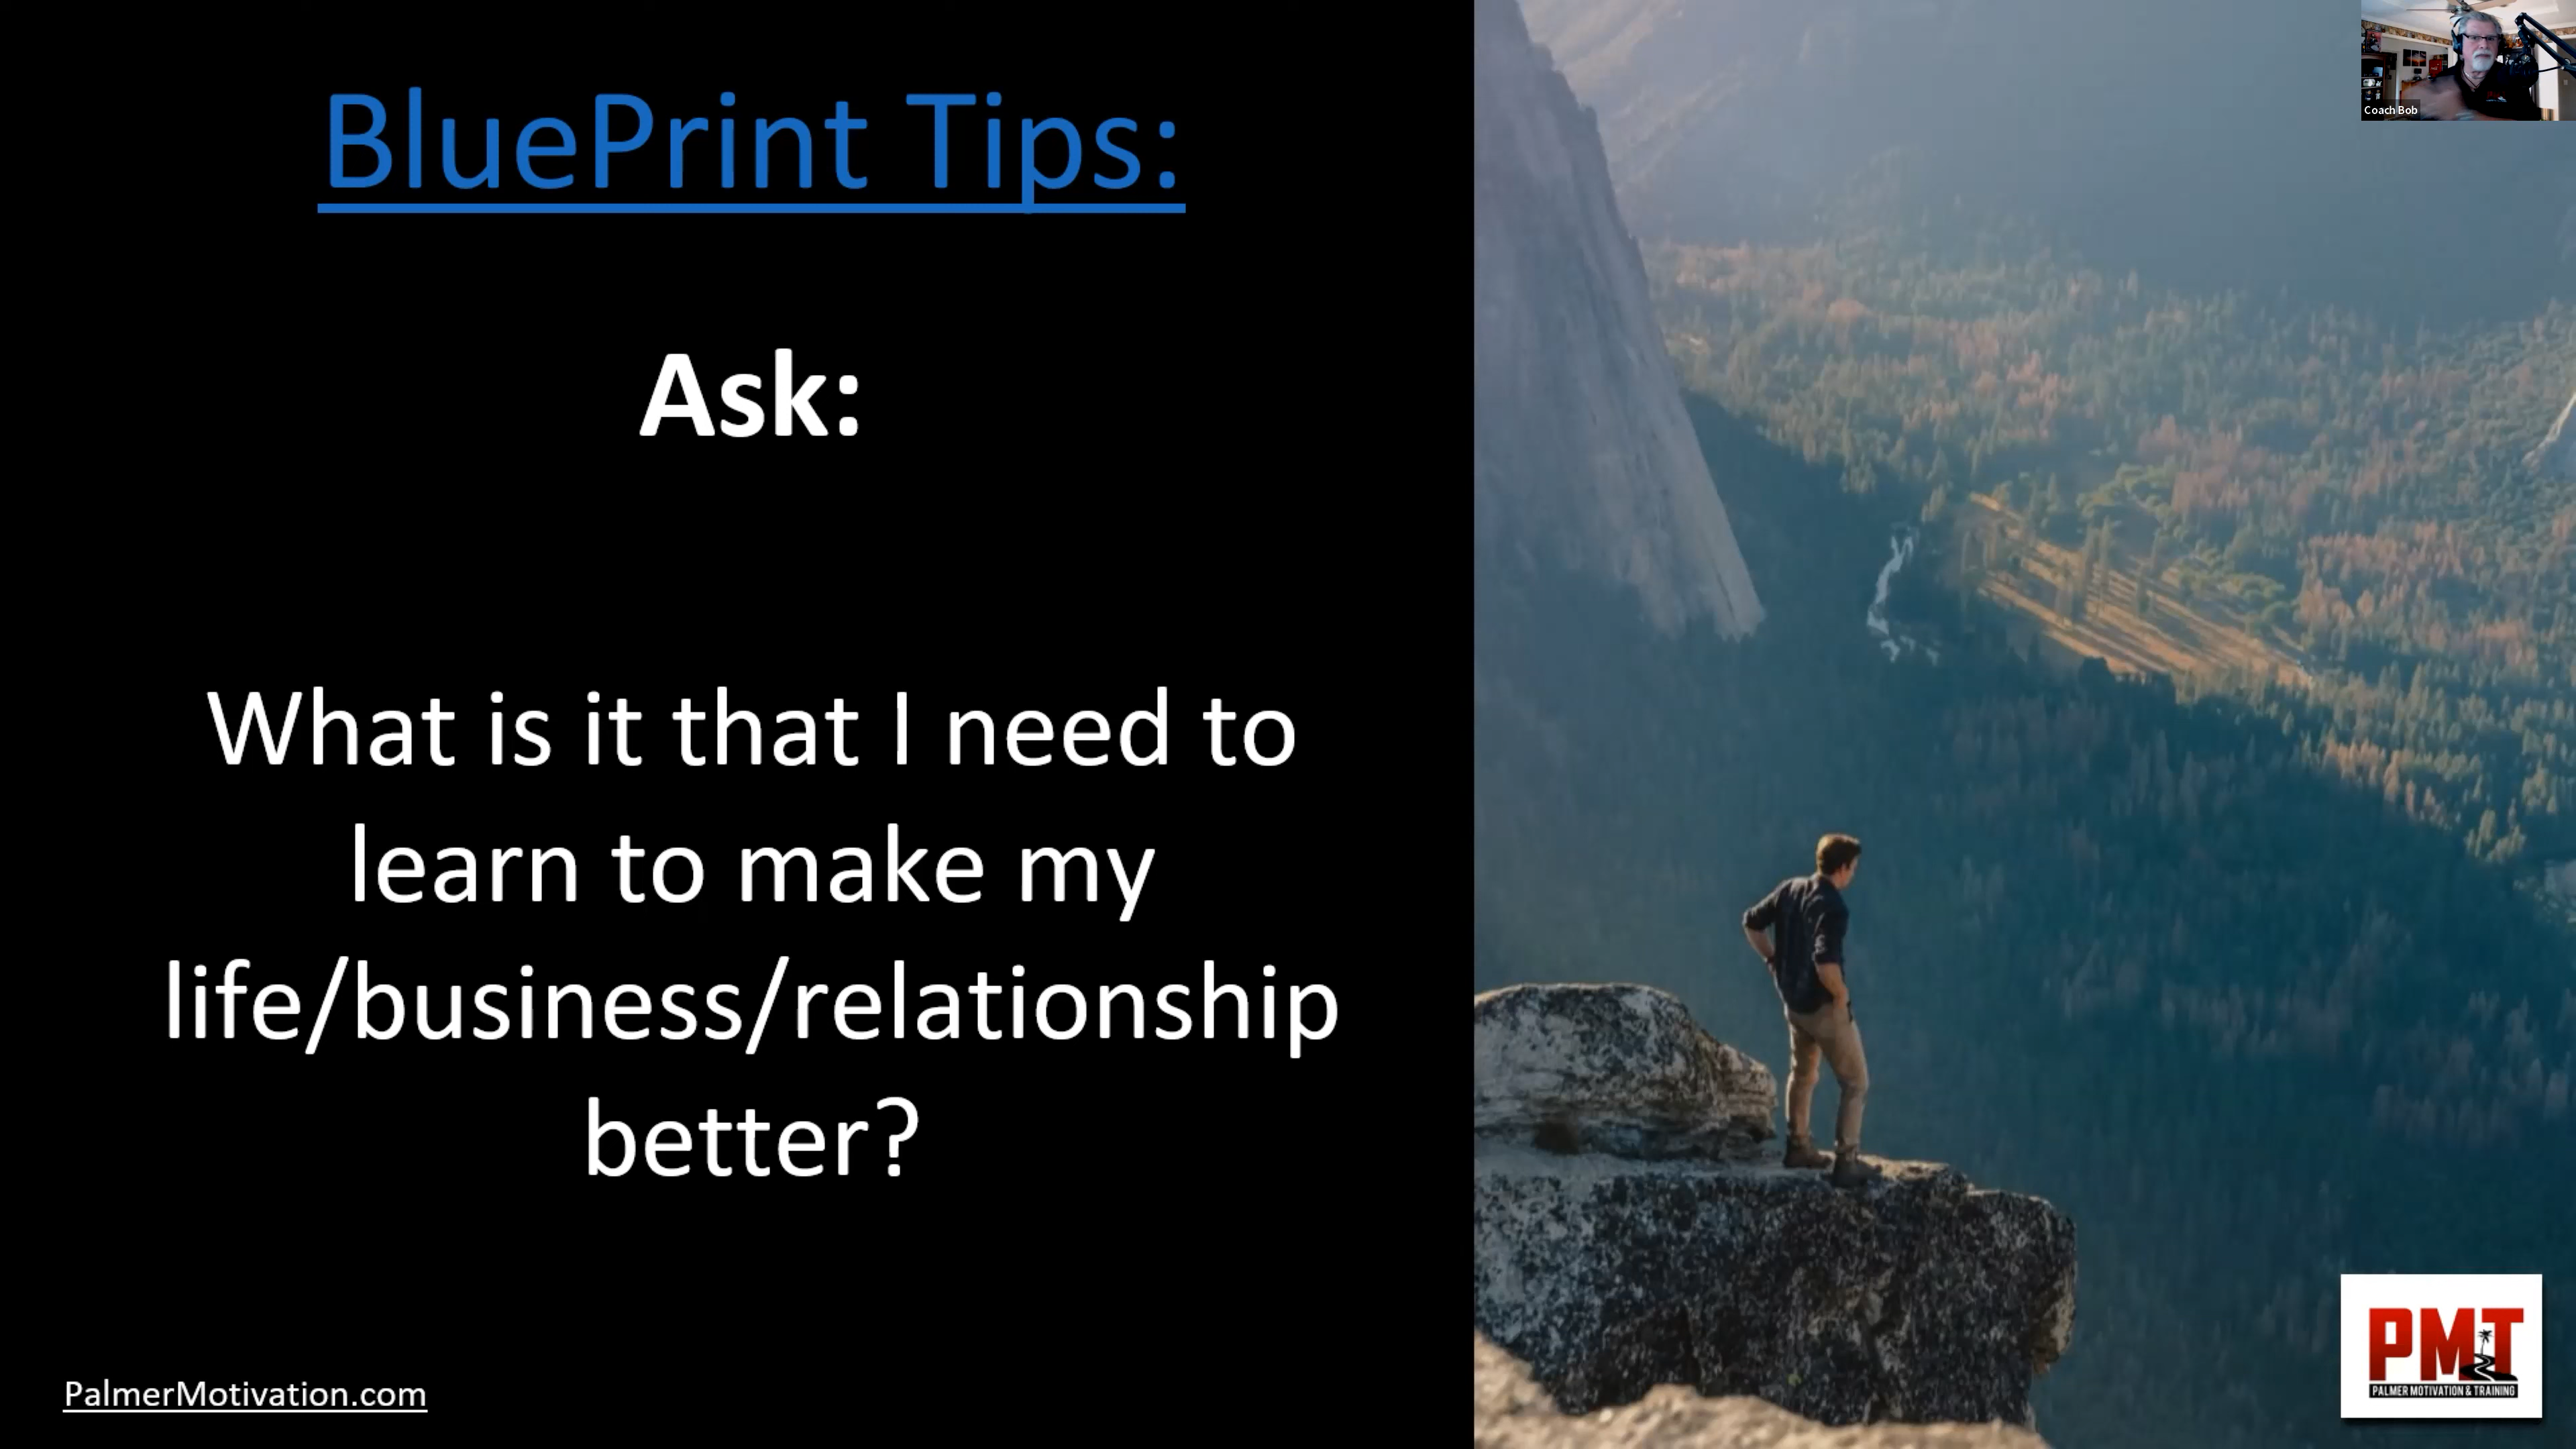 BluePrint Tips:
Ask:
What is it that I need to
learn to make my
life/business/relationship
better?
PalmerMotivation.com
Coach Bob
PMT
PALMER MOTIVATION & TRAINING